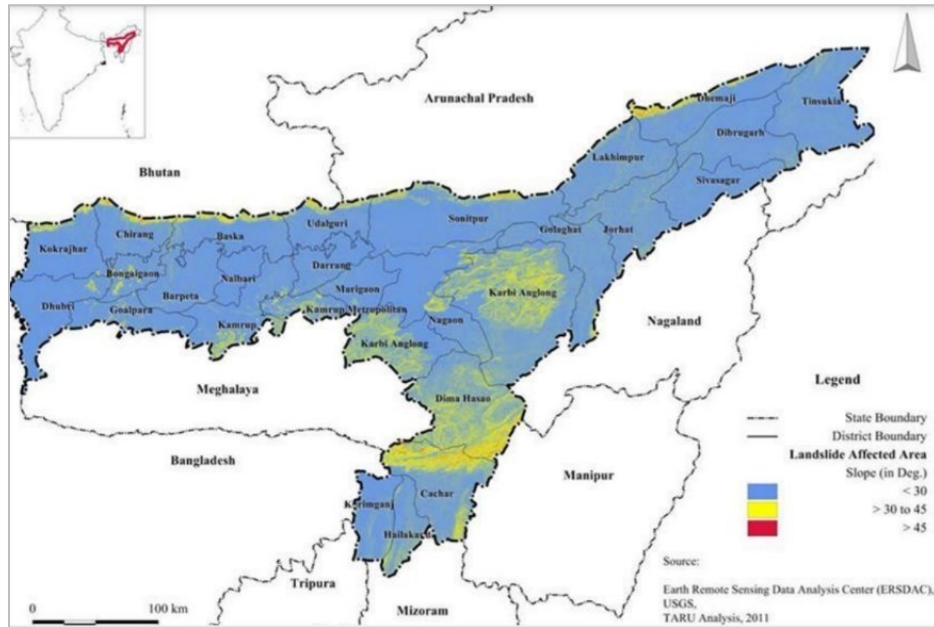 Arunachal Pradesh
Dhemaji
Tinsukia
Dibrugarh
Lakhimpur
Sivasagar
Bhutan
Sonitpur
Udalguri
Chirang
Baska
Golaghat
Jorhat
Kokrajhar
Darrang
Bongaigaon
Nalbari
Marigaon
Karbi Anglong
Barpeta
Dhubri
Goalpara
Kamrup Metropolitan
Nagaon
Kamrup
Karbi Anglong
Nagaland
Meghalaya
Dima Hasao
Bangladesh
Manipur
Cachar
Karimganj
Tripura
Mizoram
0 100 km
Legend
State Boundary
District Boundary
Landslide Affected Area
Slope (in Deg.)
< 30
> 30 to 45
> 45
Source:
Earth Remote Sensing Data Analysis Center (ERSDAC),
USGS,
TARU Analysis, 2011